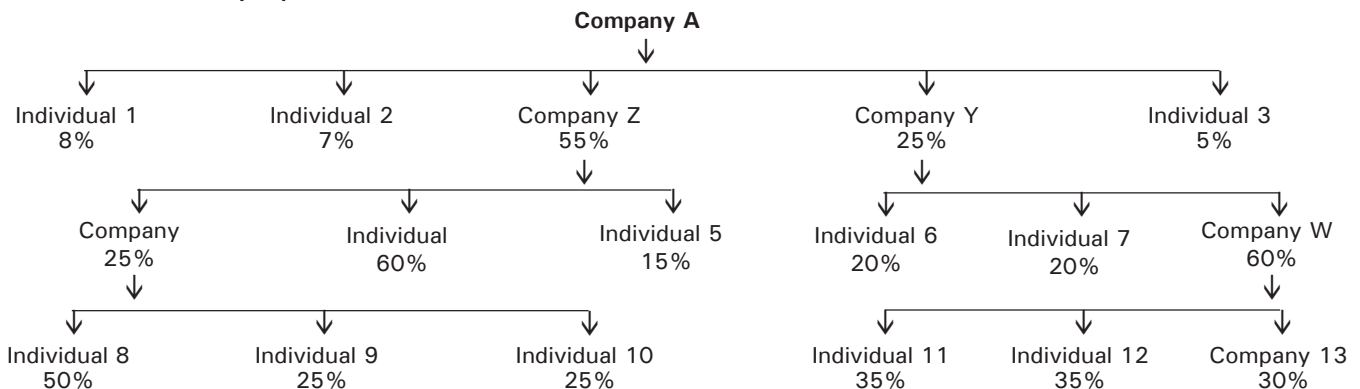 Company A
Individual 1 Individual 2 Company Z Company Y Individual 3
8% 7% 55% 25% 5%
Company Individual Individual 5 Individual 6 Individual 7 Company W
25% 60% 15% 20% 20% 60%
Individual 8 Individual 9 Individual 10 Individual 11 Individual 12 Company 13
50% 25% 25% 35% 35% 30%